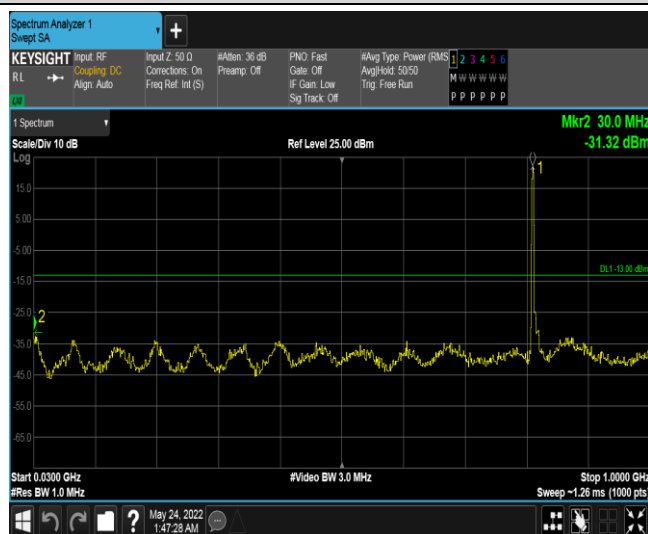 Spectrum Analyzer 1
Swept SA
+
KEYSIGHT
RL
LXI
Input: RF
Coupling: DC
Align: Auto
Input Z: 50 Ω
Corrections: On
Freq Ref: Int (S)
#Atten: 36 dB
Preamp: Off
PNO: Fast
Gate: Off
IF Gain: Low
Sig Track: Off
#Avg Type: Power (RMS
Avg|Hold: 50/50
Trig: Free Run
1 2 3 4 5 6
M W W W W W
P P P P P P
1 Spectrum
Mkr2 30.0 MHz
Scale/Div 10 dB
Ref Level 25.00 dBm
-31.32 dBm
Log
1
15.0
5.00
-5.00
DL1 -13.00 dBm
-15.0
-25.0
2
-35.0
-45.0
-55.0
-65.0
Start 0.0300 GHz
#Video BW 3.0 MHz
Stop 1.0000 GHz
#Res BW 1.0 MHz
Sweep ~1.26 ms (1000 pts)
?
May 24, 2022
1:47:28 AM